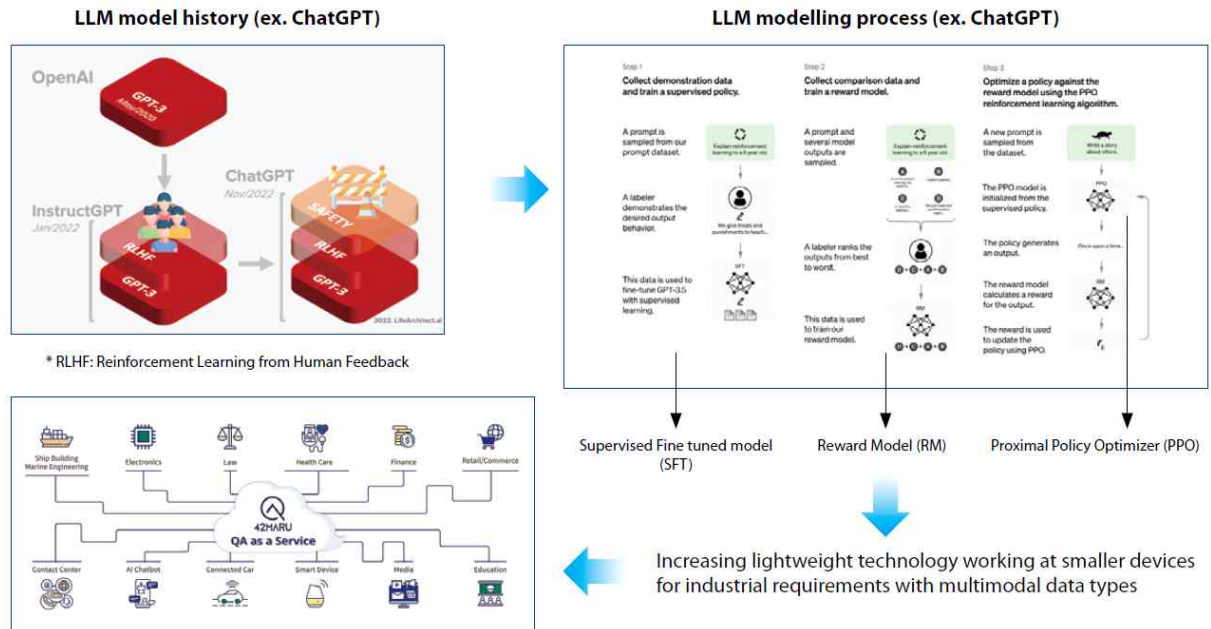 LLM model history (ex. ChatGPT)
OpenAI
GPT-3
May/2020
InstructGPT
Jan/2022
RLHF
GPT-3
ChatGPT
Nov/2022
SAFETY
RLHF
GPT-3
2022. LifeArchitect.ai
* RLHF: Reinforcement Learning from Human Feedback
LLM modelling process (ex. ChatGPT)
Step 1
Collect demonstration data
and train a supervised policy.
A prompt is
sampled from our
prompt dataset.
Explain reinforcement
learning to a 6 year old.
A labeler
demonstrates the
desired output
behavior.
We give treats and
punishments to teach...
This data is used to
fine-tune GPT-3.5
with supervised
learning.
SFT
Step 2
Collect comparison data and
train a reward model.
A prompt and
several model
outputs are
sampled.
Explain reinforcement
learning to a 6 year old.
A
B
D
A labeler ranks the
outputs from best
to worst.
D > C > A > B
This data is used
to train our
reward model.
RM
D > C > A > B
Step 3
Optimize a policy against the
reward model using the PPO
reinforcement learning algorithm.
A new prompt is
sampled from
the dataset.
Write a story
about otters.
The PPO model is
initialized from the
supervised policy.
PPO
The policy generates
an output.
Once upon a time...
The reward model
calculates a reward
for the output.
RM
The reward is used
to update the
policy using PPO.
Supervised Fine tuned model
(SFT)
Reward Model (RM)
Proximal Policy Optimizer (PPO)
Increasing lightweight technology working at smaller devices
for industrial requirements with multimodal data types
Ship Building
Marine Engineering
Electronics
Law
Health Care
Finance
Retail/Commerce
42MARU
QA as a Service
Contact Center
AI Chatbot
Connected Car
Smart Device
Media
Education